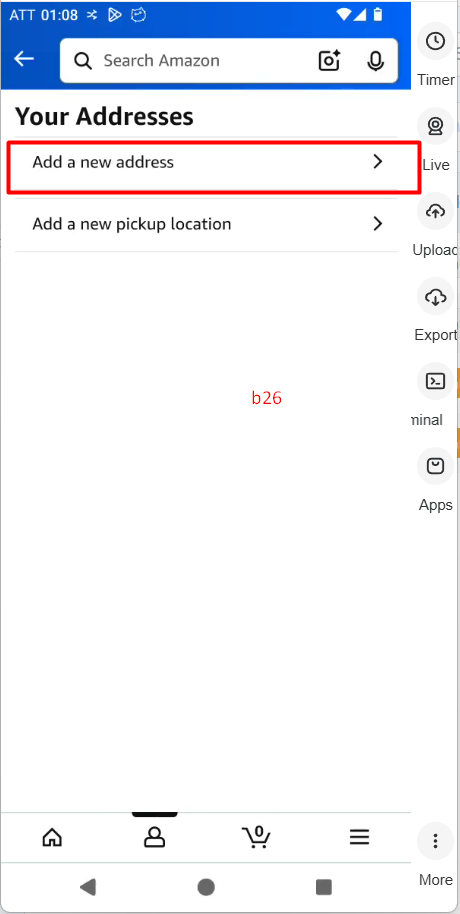 ATT 01:08
Search Amazon
Your Addresses
Add a new address
Add a new pickup location
b26
0
Timer
Live
Upload
Export
minal
Apps
More